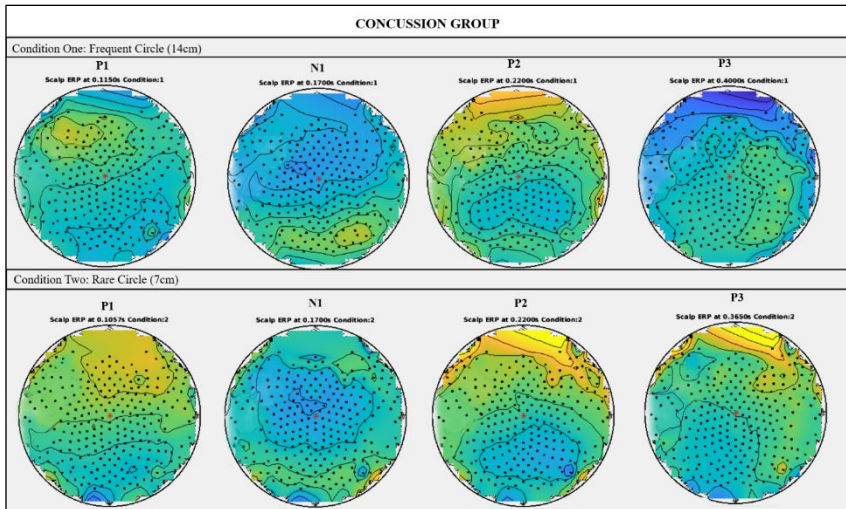 CONCUSSION GROUP
Condition One: Frequent Circle (14cm)
P1 N1 P2 P3
Scalp ERP at 0.1150s Condition:1 Scalp ERP at 0.1700s Condition:1 Scalp ERP at 0.2200s Condition:1 Scalp ERP at 0.4000s Condition:1
Condition Two: Rare Circle (7cm)
P1 N1 P2 P3
Scalp ERP at 0.1057s Condition:2 Scalp ERP at 0.1700s Condition:2 Scalp ERP at 0.2200s Condition:2 Scalp ERP at 0.3650s Condition:2